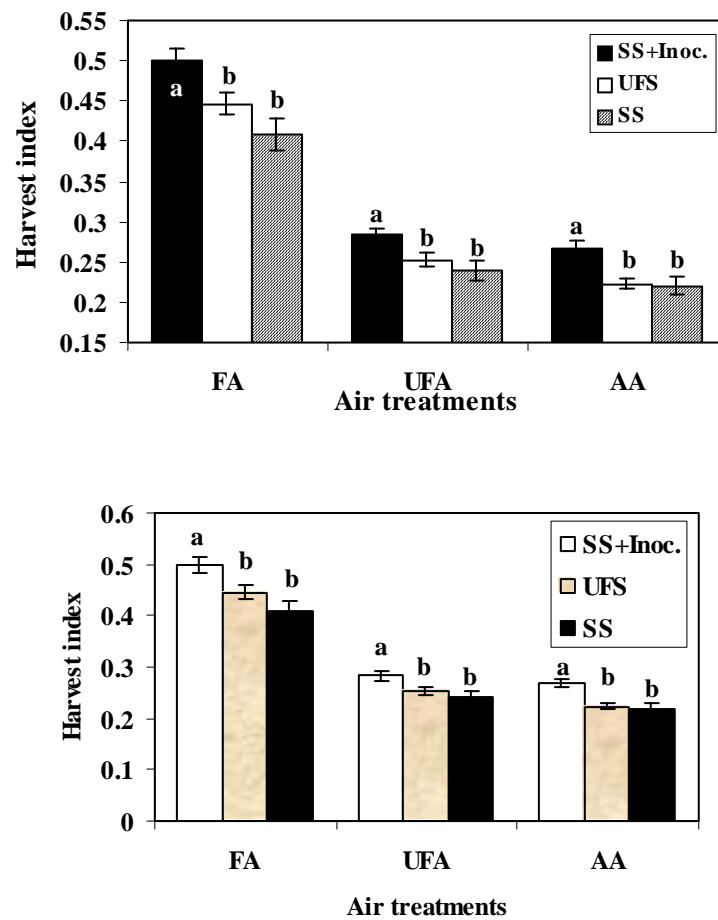 0.55
0.5
0.45
0.4
0.35
0.3
0.25
0.2
0.15
Harvest index
SS+Inoc.
UFS
SS
a b b
a b b
a b b
FA UFA AA
Air treatments
0.6
0.5
0.4
0.3
0.2
0.1
0
Harvest index
SS+Inoc.
UFS
SS
a b b
a b b
a b b
FA UFA AA
Air treatments